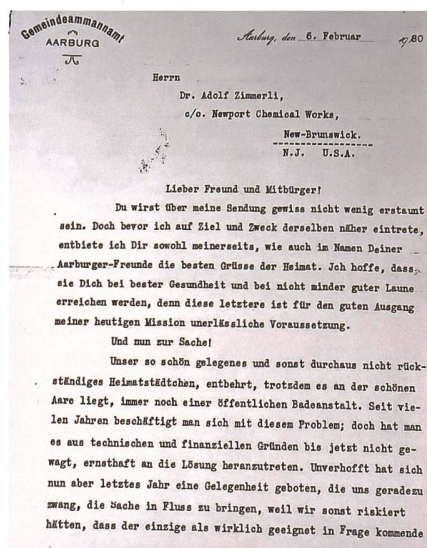 Gemeindeammannamt
AARBURG
Aarburg, den 6. Februar 1980
Herrn
Dr. Adolf Zimmerli,
c/o. Newport Chemical Works,
New-Brunswick.
N.J. U.S.A.
Lieber Freund und Mitbürger!
Du wirst über meine Sendung gewiss nicht wenig erstaunt
sein. Doch bevor ich auf Ziel und Zweck derselben näher eintrete,
entbiete ich Dir sowohl meinerseits, wie auch im Namen Deiner
Aarburger-Freunde die besten Grüsse der Heimat. Jch hoffe, dass
sie Dich bei bester Gesundheit und bei nicht minder guter Laune
erreichen werden, denn diese letztere ist für den guten Ausgang
meiner heutigen Mission unerlässliche Voraussetzung.
Und nun zur Sache!
Unser so schön gelegenes und sonst durchaus nicht rück-
ständiges Heimatstädtchen, entbehrt, trotzdem es an der schönen
Aare liegt, immer noch einer öffentlichen Badeanstalt. Seit vie-
len Jahren beschäftigt man sich mit diesem Problem; doch hat man
es aus technischen und finanziellen Gründen bis jetzt nicht ge-
wagt, ernsthaft an die Lösung heranzutreten. Unverhofft hat sich
nun aber letztes Jahr eine Gelegenheit geboten, die uns geradezu
zwang, die Sache in Fluss zu bringen, weil wir sonst riskiert
hätten, dass der einzige als wirklich geeignet in Frage kommende